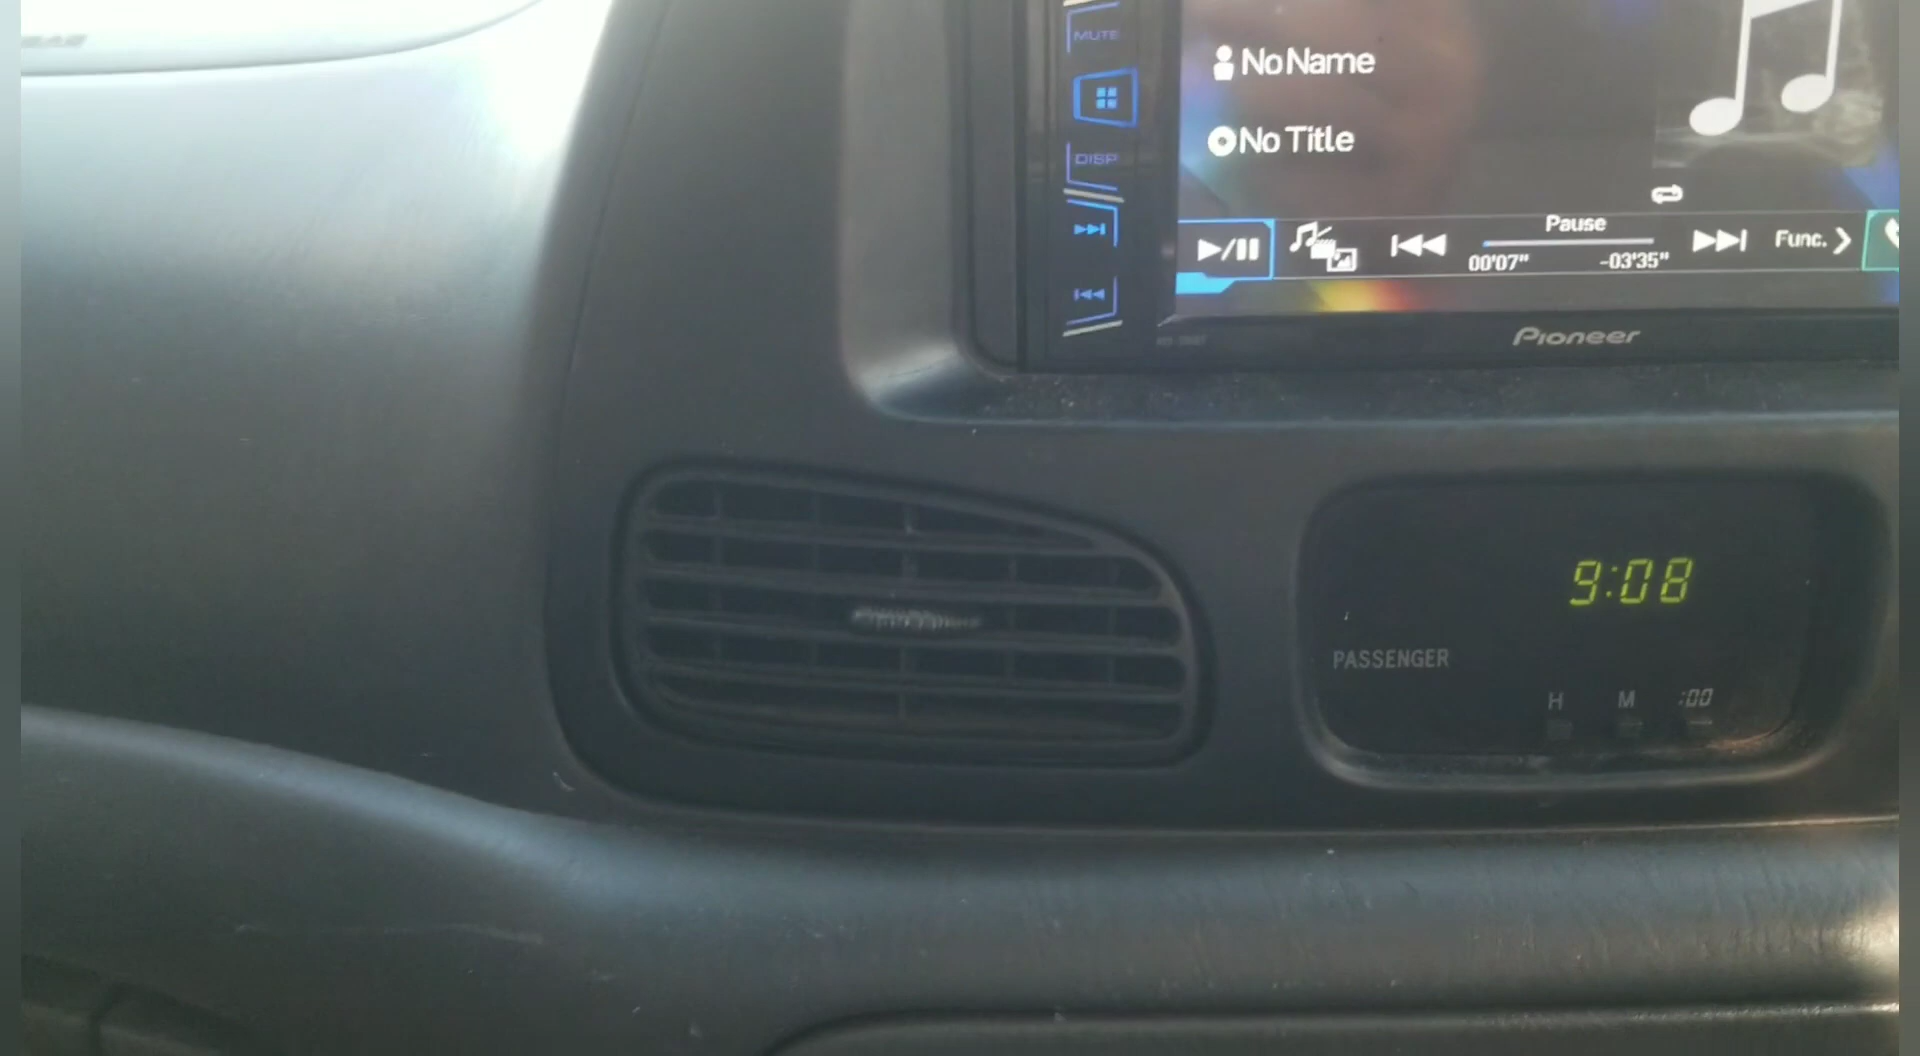 MUTE
No Name
No Title
DISP
Pause
Func.
00'07" -03'35"
Pioneer
9:08
PASSENGER
H M :00